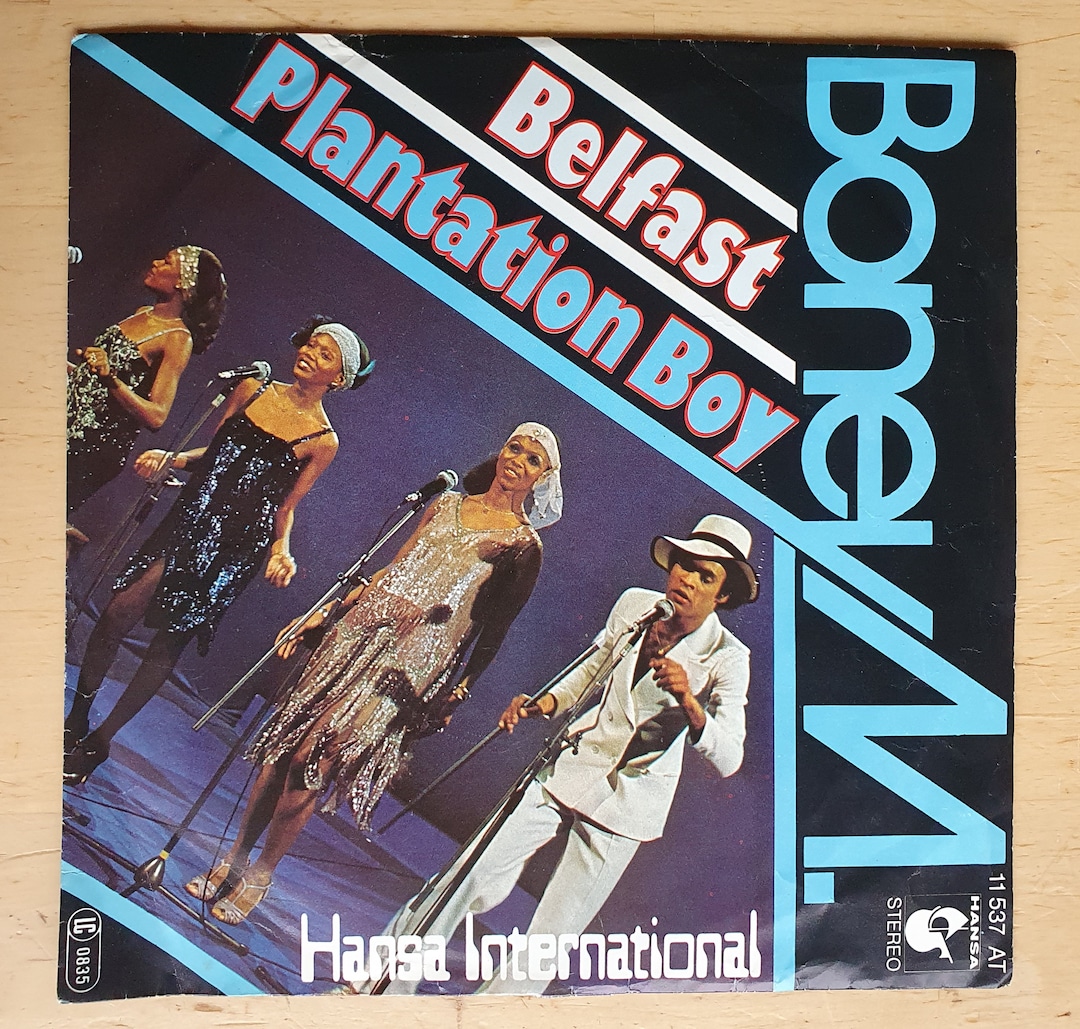 Belfast
Plantation Boy
Boney M.
Hansa International
LC 0835
11 537 AT
HANSA
STEREO